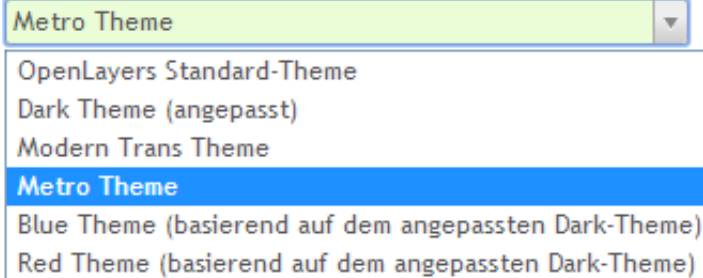 Metro Theme
OpenLayers Standard-Theme
Dark Theme (angepasst)
Modern Trans Theme
Metro Theme
Blue Theme (basierend auf dem angepassten Dark-Theme)
Red Theme (basierend auf dem angepassten Dark-Theme)